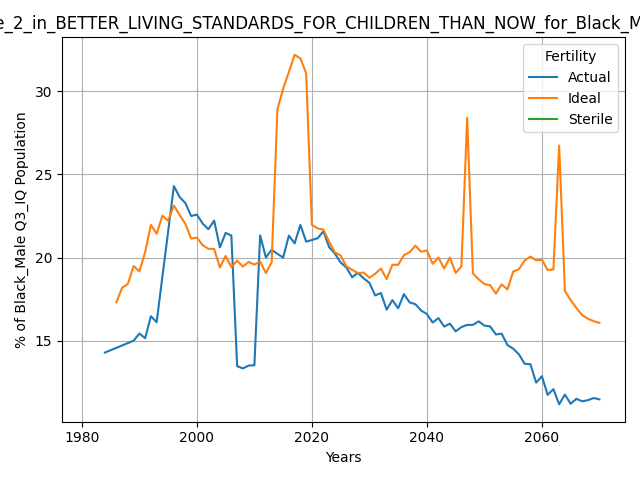 e_2_in_BETTER_LIVING_STANDARDS_FOR_CHILDREN_THAN_NOW_for_Black_M
Fertility
Actual
Ideal
Sterile
% of Black_Male Q3_IQ Population
30
25
20
15
1980
2000
2020
2040
2060
Years